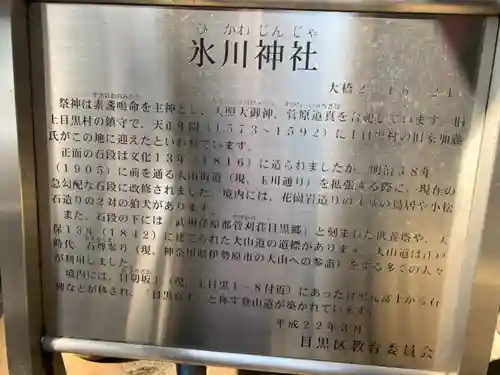 ひかわじんじゃ
氷川神社
大橋2－16－21
祭神は素盞嗚命を主神とし、天照大御神、菅原道真を合祀しています。旧
上目黒村の鎮守で、天正年間（1573～1592）に上目黒村の旧家加藤
氏がこの地に迎えたといわれています。
正面の石段は文化13年（1816）に造られましたが、明治38年
（1905）に前を通る大山街道（現、玉川通り）を拡張する際に、現在の
急勾配な石段に改修されました。境内には、花崗岩造りの鳥居や小松
石造りの2対の狛犬があります。
また、石段の下には「武州荏原郡菅刈荘目黒郷」と刻まれた供養塔や、天
保13年（1842）に建てられた大山道の道標があります。大山道は江戸
時代、石尊参り（現、神奈川県伊勢原市の大山への参詣）をする多くの人々
が利用しました。
境内には、目切坂上（現、上目黒1－8付近）にあった目黒元富士から石
碑などが移され、「目黒富士」と称す登山道が築かれています。
平成22年3月
目黒区教育委員会